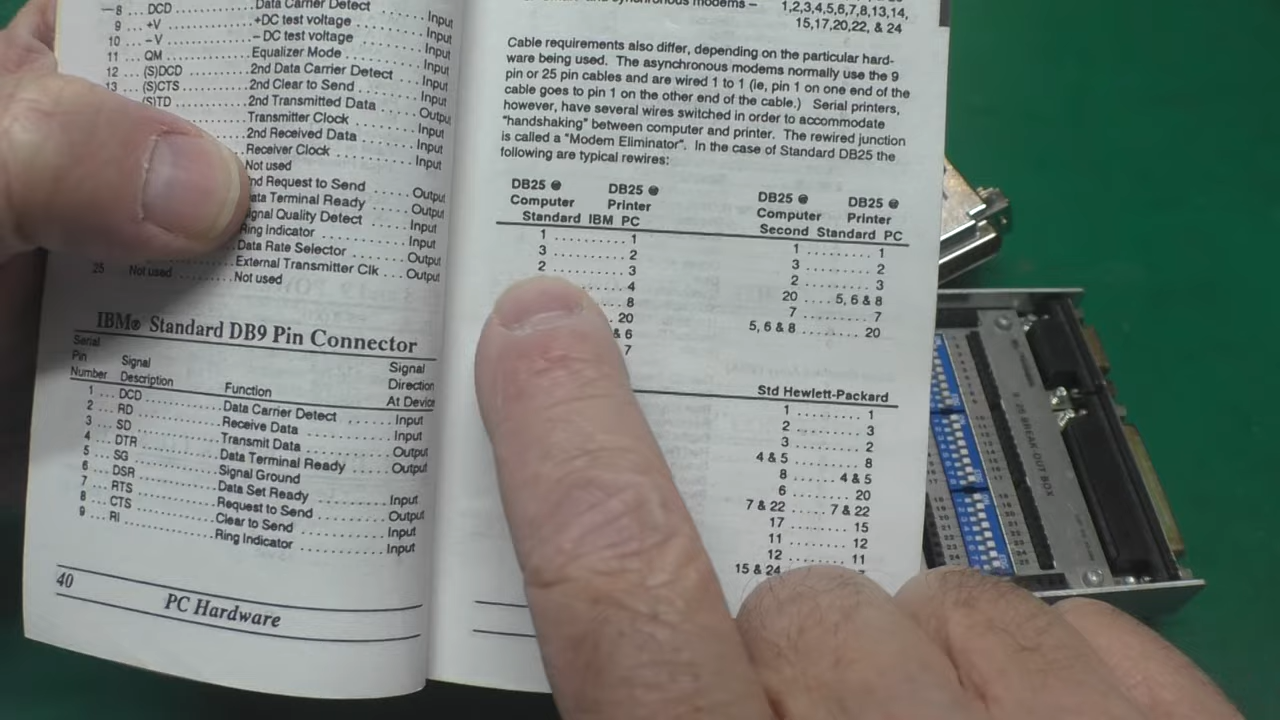 8 ... DCD ............. Data Carrier Detect ........ Input
9 ... +V ............... +DC test voltage ........ Input
10 ... –V ............... – DC test voltage ........ Input
11 ... QM ............. Equalizer Mode ........ Input
12 ... (S)DCD ........... 2nd Data Carrier Detect ... Input
13 ... (S)CTS ............ 2nd Clear to Send ....... Input
(S)TD ............ 2nd Transmitted Data ....... Output
Transmitter Clock ....... Input
2nd Received Data ....... Input
Receiver Clock ....... Input
Not used
Request to Send ...... Output
Terminal Ready ....... Output
Quality Detect ....... Input
Ring Indicator ....... Input
Data Rate Selector ....... Output
External Transmitter Clk ... Output
25 Not used ............. Not used
IBM® Standard DB9 Pin Connector
Serial
Pin Signal Signal
Number Description Function Direction
At Device
1 ... DCD ............. Data Carrier Detect ........ Input
2 ... RD ............... Receive Data ........... Input
3 ... SD ............... Transmit Data .......... Output
4 ... DTR ............. Data Terminal Ready ....... Output
5 ... SG ............... Signal Ground
6 ... DSR ............. Data Set Ready .......... Input
7 ... RTS ............. Request to Send .......... Output
8 ... CTS ............. Clear to Send ............ Input
9 ... RI ............... Ring Indicator ............ Input
40
PC Hardware
synchronous modems –
1,2,3,4,5,6,7,8,13,14,
15,17,20,22, & 24
Cable requirements also differ, depending on the particular hard-
ware being used. The asynchronous modems normally use the 9
pin or 25 pin cables and are wired 1 to 1 (ie, pin 1 on one end of the
cable goes to pin 1 on the other end of the cable.) Serial printers,
however, have several wires switched in order to accommodate
"handshaking" between computer and printer. The rewired junction
is called a "Modem Eliminator". In the case of Standard DB25 the
following are typical rewires:
DB25 DB25
Computer Printer
Standard IBM PC
1 .......... 1
3 .......... 2
2 .......... 3
4
8
20
& 6
7
DB25 DB25
Computer Printer
Second Standard PC
1 .......... 1
3 .......... 2
2 .......... 3
20 .... 5, 6 & 8
7 .......... 7
5, 6 & 8 ........ 20
Std Hewlett-Packard
1 .......... 1
2 .......... 3
3 .......... 2
4 & 5 .......... 8
8 ....... 4 & 5
6 .......... 20
7 & 22 ..... 7 & 22
17 .......... 15
11 .......... 12
12 .......... 11
15 & 24
BREAK-OUT BOX